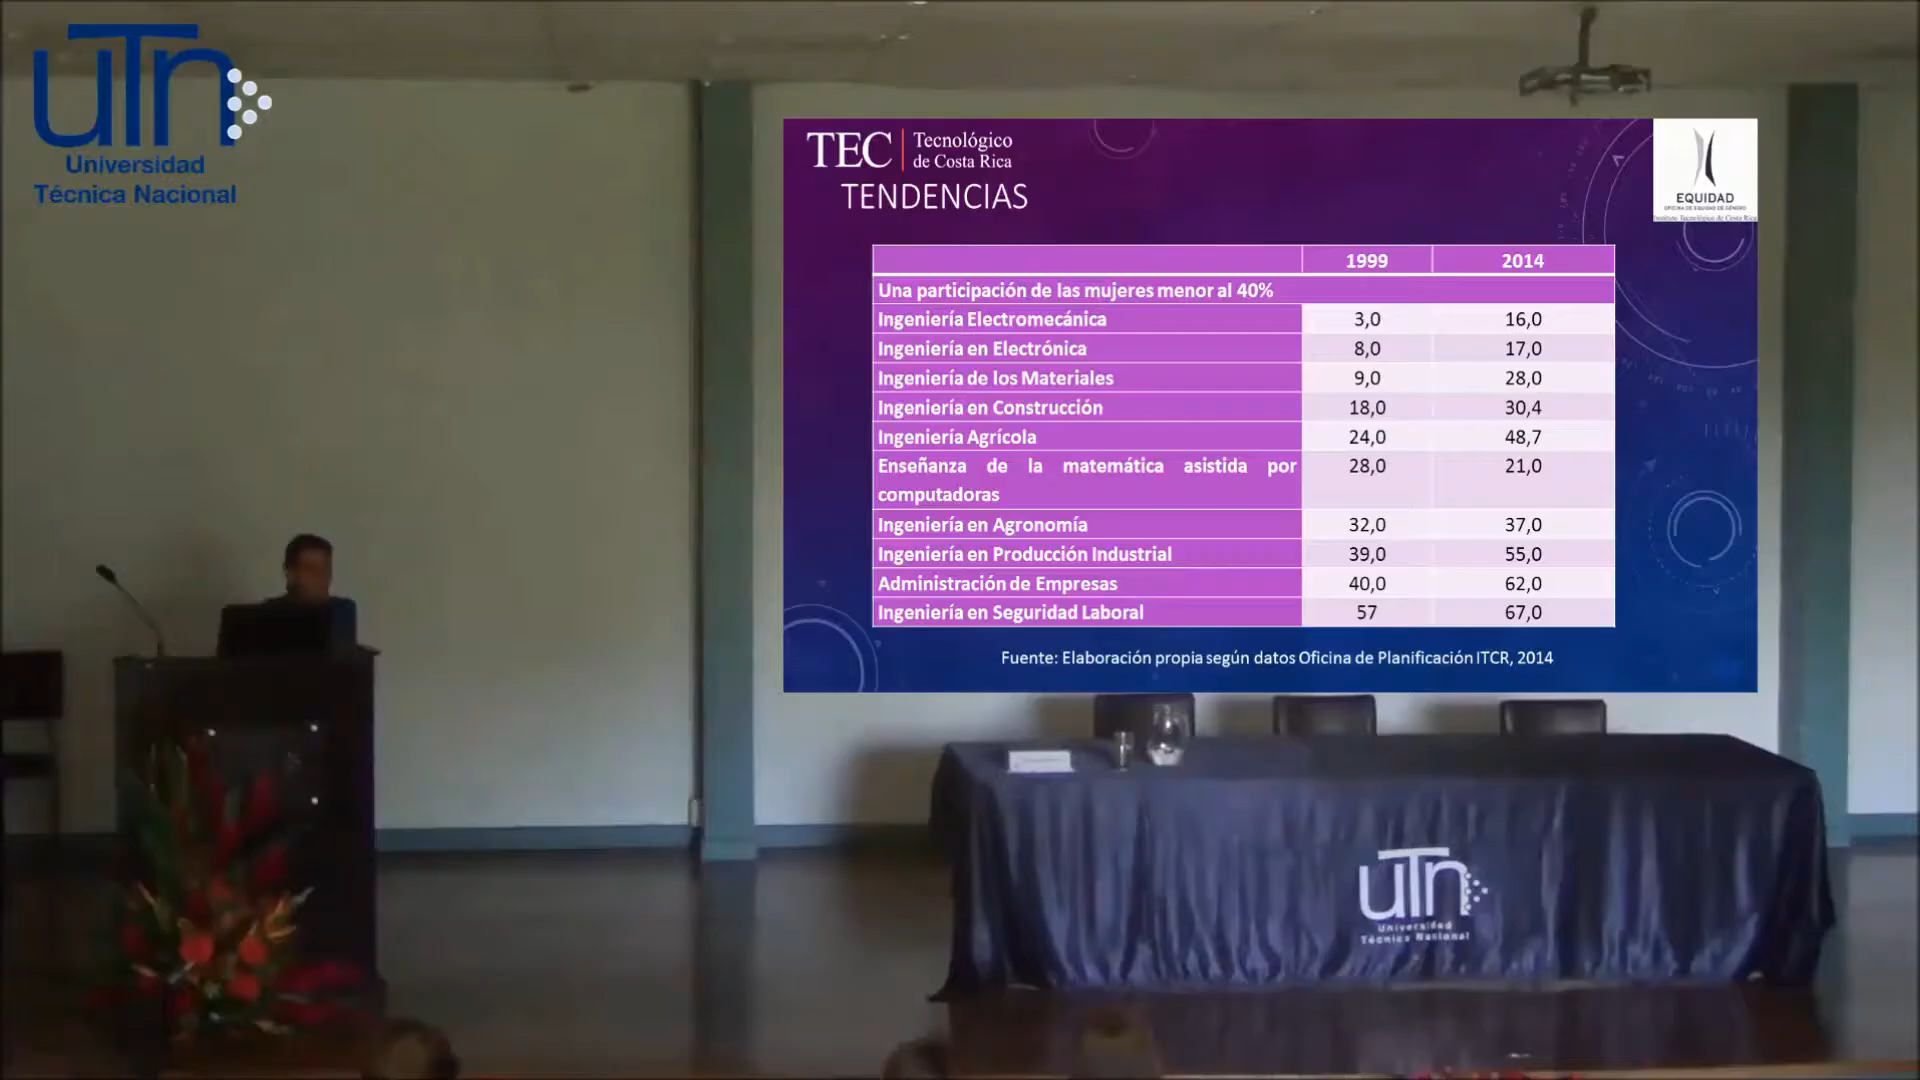 uTn
Universidad
Técnica Nacional
TEC Tecnológico
de Costa Rica
TENDENCIAS
EQUIDAD
OFICINA DE EQUIDAD DE GÉNERO
Instituto Tecnológico de Costa Rica
1999 2014
Una participación de las mujeres menor al 40%
Ingeniería Electromecánica 3,0 16,0
Ingeniería en Electrónica 8,0 17,0
Ingeniería de los Materiales 9,0 28,0
Ingeniería en Construcción 18,0 30,4
Ingeniería Agrícola 24,0 48,7
Enseñanza de la matemática asistida por 28,0 21,0
computadoras
Ingeniería en Agronomía 32,0 37,0
Ingeniería en Producción Industrial 39,0 55,0
Administración de Empresas 40,0 62,0
Ingeniería en Seguridad Laboral 57 67,0
Fuente: Elaboración propia según datos Oficina de Planificación ITCR, 2014
uTn
Universidad
Técnica Nacional